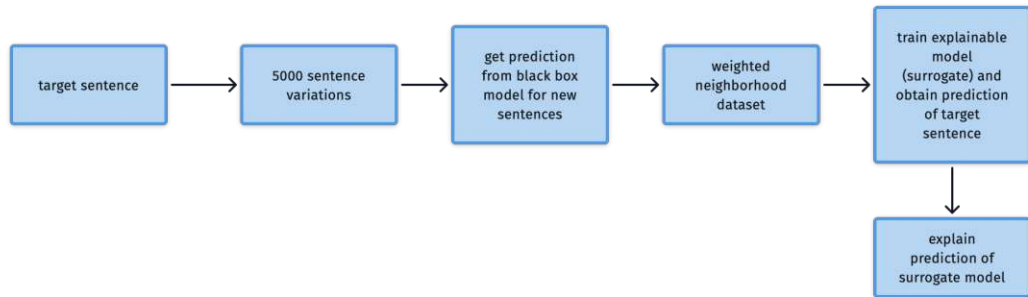 target sentence
5000 sentence
variations
get prediction
from black box
model for new
sentences
weighted
neighborhood
dataset
train explainable
model
(surrogate) and
obtain prediction
of target
sentence
explain
prediction of
surrogate model